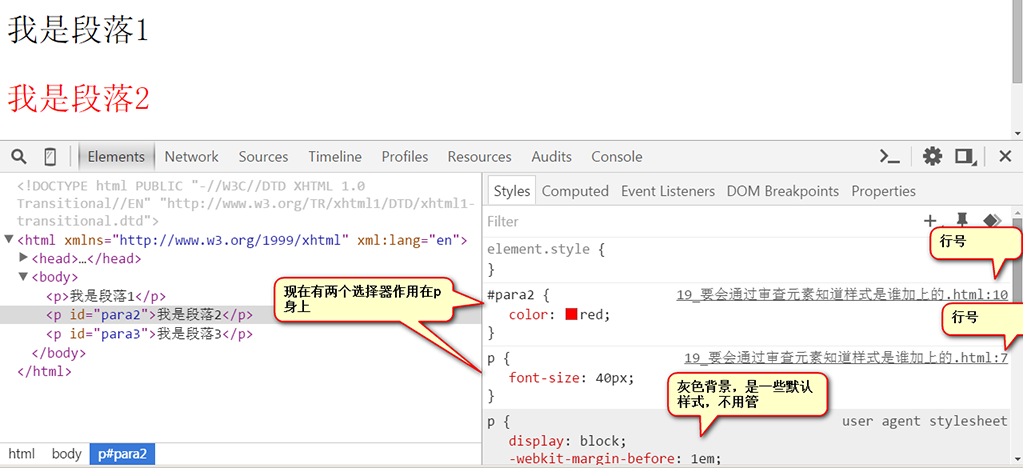 我是段落1
我是段落2
Elements Network Sources Timeline Profiles Resources Audits Console
<!DOCTYPE html PUBLIC "-//W3C//DTD XHTML 1.0
Transitional//EN" "http://www.w3.org/TR/xhtml1/DTD/xhtml1-
transitional.dtd">
<html xmlns="http://www.w3.org/1999/xhtml" xml:lang="en">
<head>…</head>
<body>
<p>我是段落1</p>
<p id="para2">我是段落2</p>
<p id="para3">我是段落3</p>
</body>
</html>
html body p#para2
现在有两个选择器作用在p
身上
Styles Computed Event Listeners DOM Breakpoints Properties
Filter
行号
element.style {
}
#para2 { 19_要会通过审查元素知道样式是谁加上的.html:10
color: red;
}
行号
p { 19_要会通过审查元素知道样式是谁加上的.html:7
font-size: 40px;
}
灰色背景，是一些默认
样式，不用管
p { user agent stylesheet
display: block;
-webkit-margin-before: 1em;